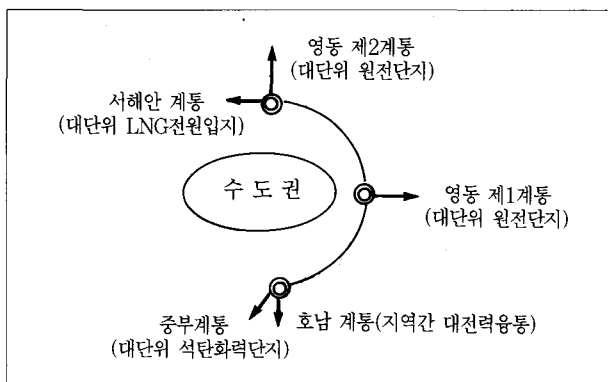 영동 제2계통
(대단위 원전단지)
서해안 계통
(대단위 LNG전원입지)
수 도 권
영동 제1계통
(대단위 원전단지)
중부계통
(대단위 석탄화력단지)
호남 계통(지역간 대전력융통)